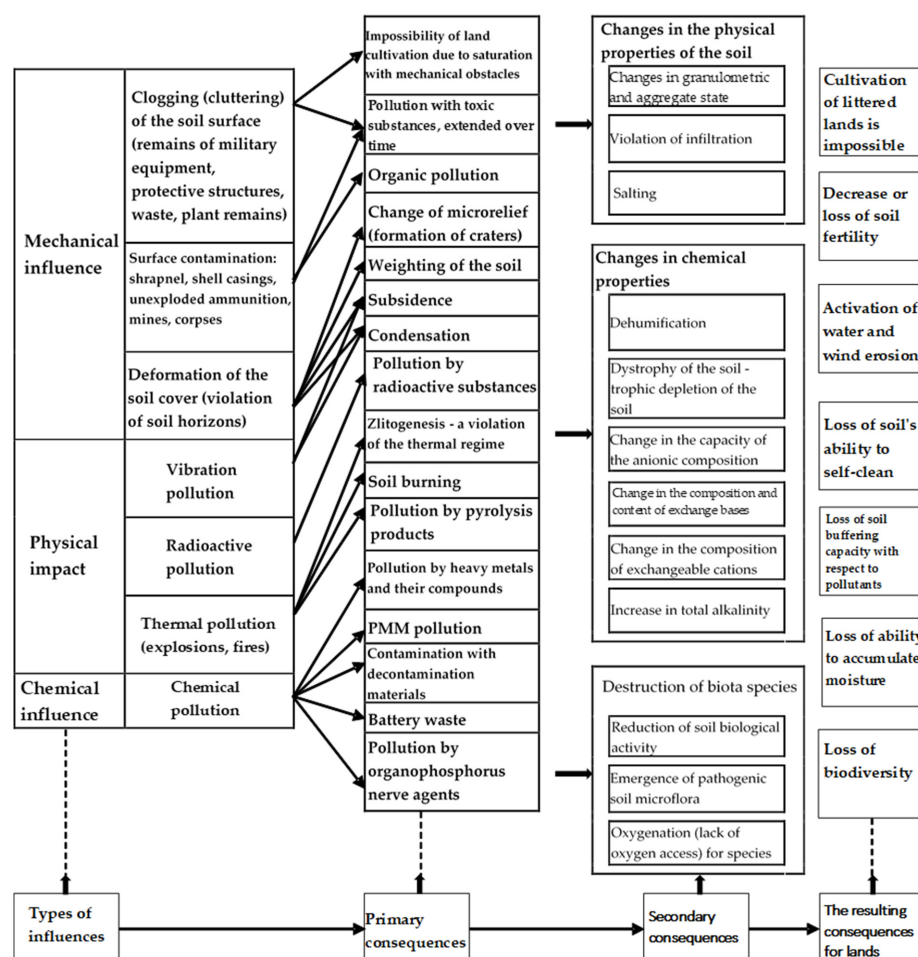 Mechanical
influence
Physical
impact
Chemical
influence
Clogging (cluttering)
of the soil surface
(remains of military
equipment,
protective structures,
waste, plant remains)
Surface contamination:
shrapnel, shell casings,
unexploded ammunition,
mines, corpses
Deformation of the
soil cover (violation
of soil horizons)
Vibration
pollution
Radioactive
pollution
Thermal pollution
(explosions, fires)
Chemical
pollution
Impossibility of land
cultivation due to saturation
with mechanical obstacles
Pollution with toxic
substances, extended over
time
Organic pollution
Change of microrelief
(formation of craters)
Weighting of the soil
Subsidence
Condensation
Pollution by
radioactive substances
Zlitogenesis - a violation
of the thermal regime
Soil burning
Pollution by pyrolysis
products
Pollution by heavy metals
and their compounds
PMM pollution
Contamination with
decontamination
materials
Battery waste
Pollution by
organophosphorus
nerve agents
Changes in the physical
properties of the soil
Changes in granulometric
and aggregate state
Violation of infiltration
Salting
Changes in chemical
properties
Dehumification
Dystrophy of the soil -
trophic depletion of the
soil
Change in the capacity of
the anionic composition
Change in the composition and
content of exchange bases
Change in the composition
of exchangeable cations
Increase in total alkalinity
Destruction of biota species
Reduction of soil biological
activity
Emergence of pathogenic
soil microflora
Oxygenation (lack of
oxygen access) for species
Cultivation
of littered
lands is
impossible
Decrease or
loss of soil
fertility
Activation of
water and
wind erosion
Loss of soil's
ability to
self-clean
Loss of soil
buffering
capacity with
respect to
pollutants
Loss of ability
to accumulate
moisture
Loss of
biodiversity
Types of
influences
Primary
consequences
Secondary
consequences
The resulting
consequences
for lands